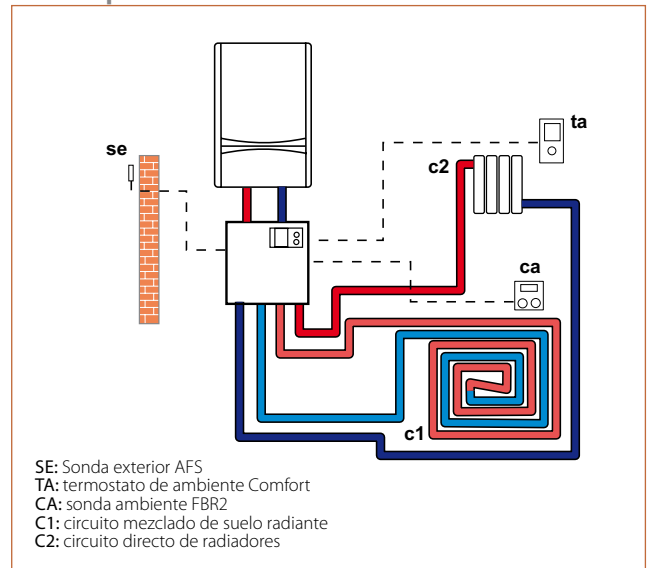 se
ta
c2
ca
c1
SE: Sonda exterior AFS
TA: termostato de ambiente Comfort
CA: sonda ambiente FBR2
C1: circuito mezclado de suelo radiante
C2: circuito directo de radiadores